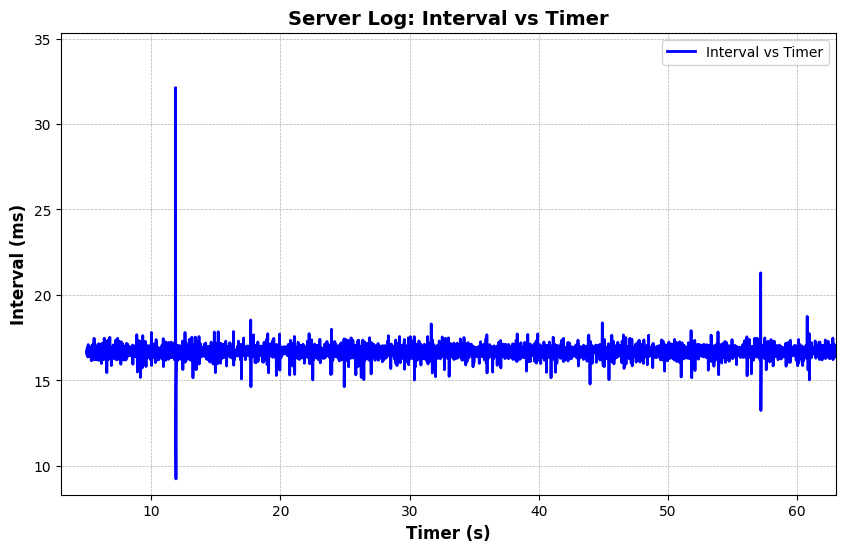 Server Log: Interval vs Timer
Interval vs Timer
35
30
25
20
15
10
Interval (ms)
10 20 30 40 50 60
Timer (s)